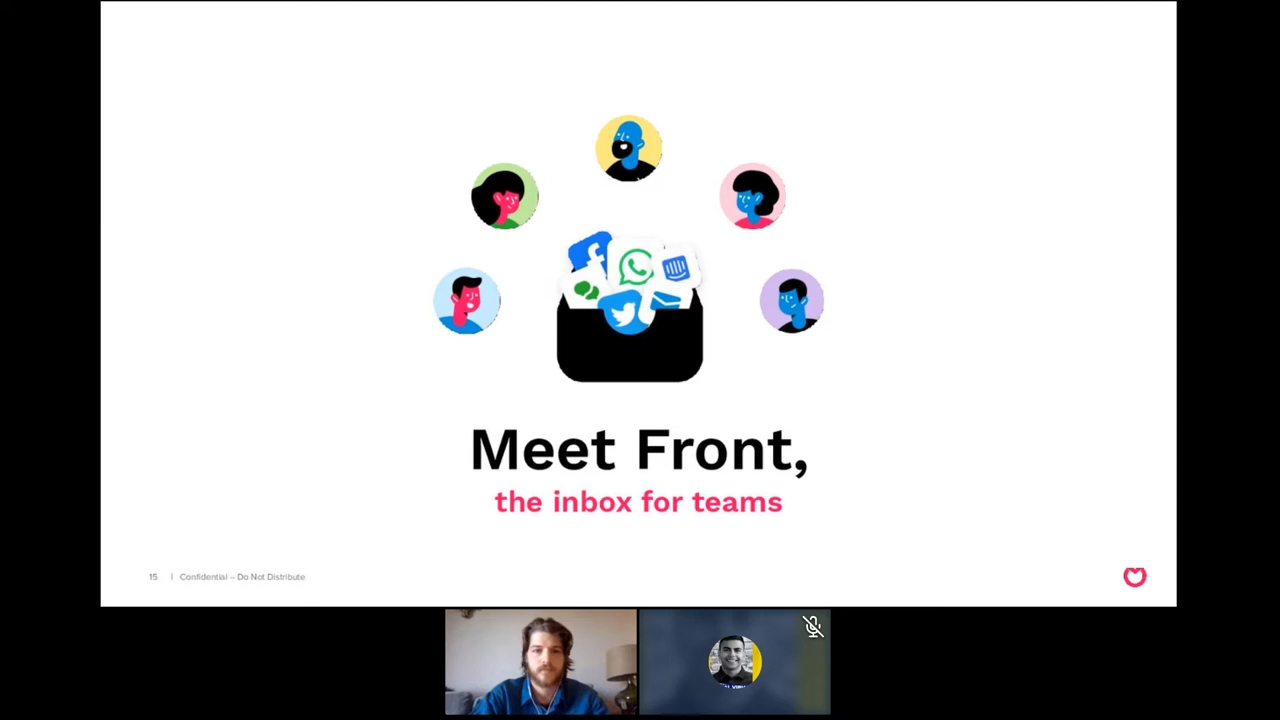 Meet Front,
the inbox for teams
15 | Confidential – Do Not Distribute